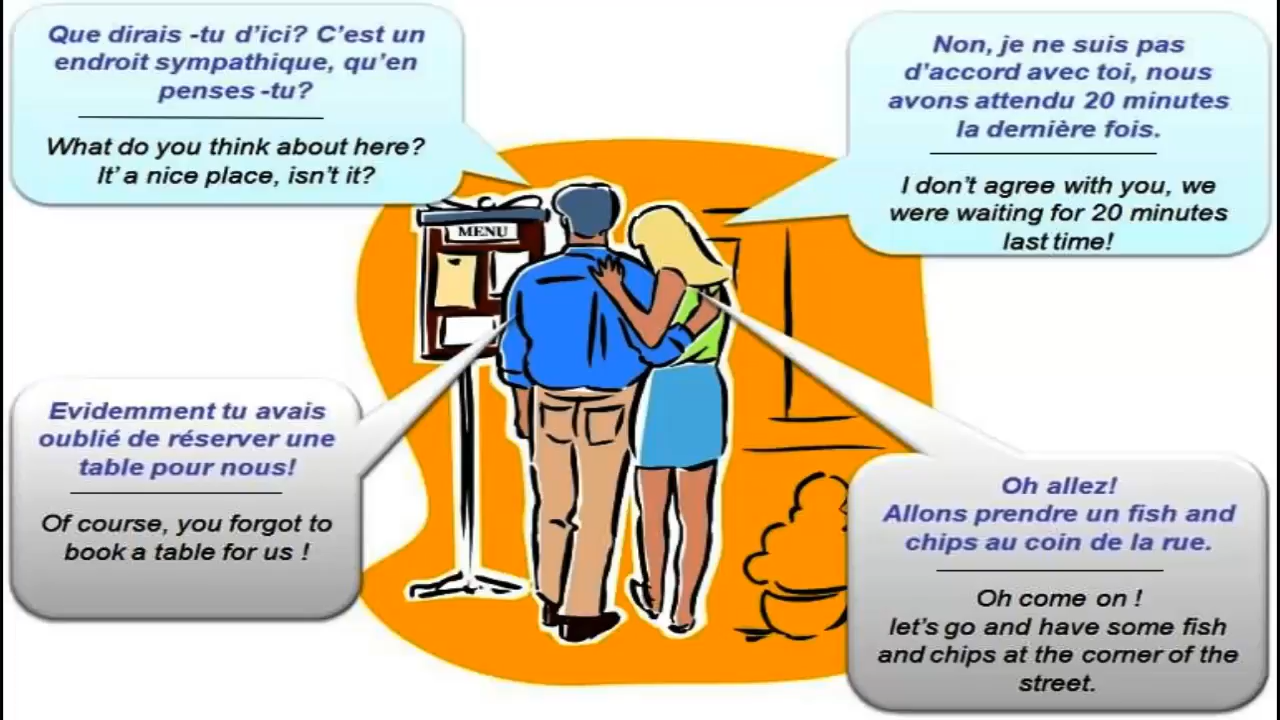 Que dirais -tu d'ici? C'est un
endroit sympathique, qu'en
penses -tu?
What do you think about here?
It' a nice place, isn't it?
Non, je ne suis pas
d'accord avec toi, nous
avons attendu 20 minutes
la dernière fois.
I don't agree with you, we
were waiting for 20 minutes
last time!
MENU
Evidemment tu avais
oublié de réserver une
table pour nous!
Of course, you forgot to
book a table for us !
Oh allez!
Allons prendre un fish and
chips au coin de la rue.
Oh come on !
let's go and have some fish
and chips at the corner of the
street.